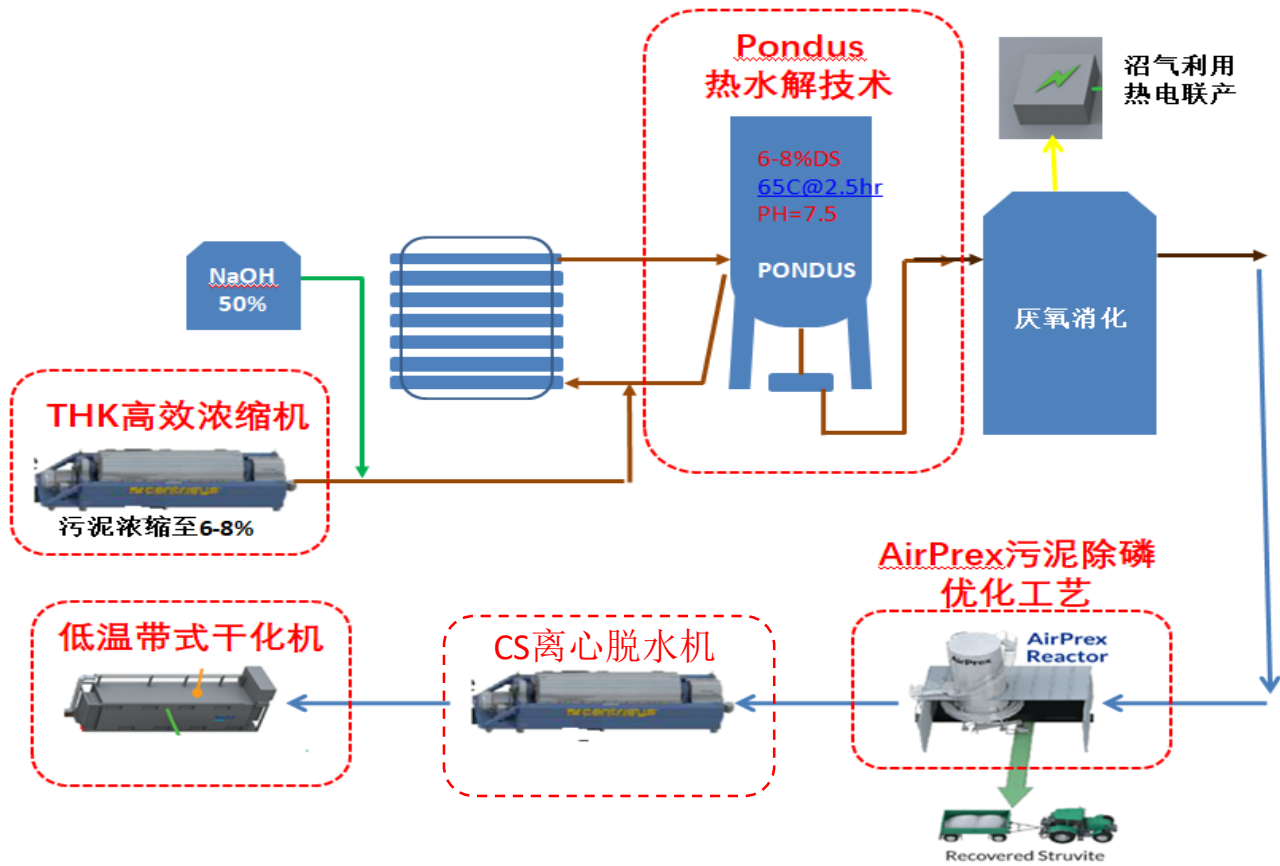 Pondus
热水解技术
沼气利用
热电联产
6-8%DS
65C@2.5hr
PH=7.5
PONDUS
NaOH
50%
厌氧消化
THK高效浓缩机
centrisys
污泥浓缩至6-8%
AirPrex污泥除磷
优化工艺
低温带式干化机
CS离心脱水机
AirPrex
Reactor
AirPrex
centrisys
Recovered Struvite